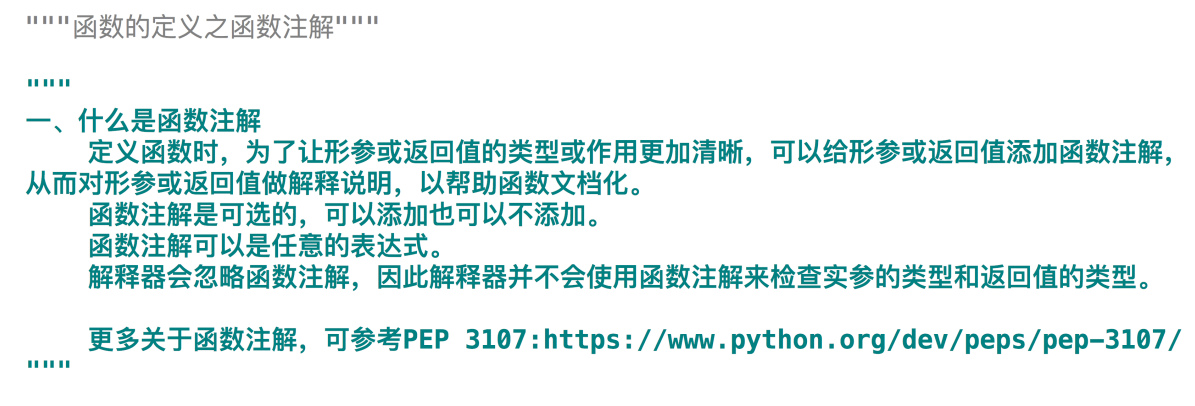 """函数的定义之函数注解"""
"""
一、什么是函数注解
定义函数时，为了让形参或返回值的类型或作用更加清晰，可以给形参或返回值添加函数注解，
从而对形参或返回值做解释说明，以帮助函数文档化。
函数注解是可选的，可以添加也可以不添加。
函数注解可以是任意的表达式。
解释器会忽略函数注解，因此解释器并不会使用函数注解来检查实参的类型和返回值的类型。
更多关于函数注解，可参考PEP 3107:https://www.python.org/dev/peps/pep-3107/
"""